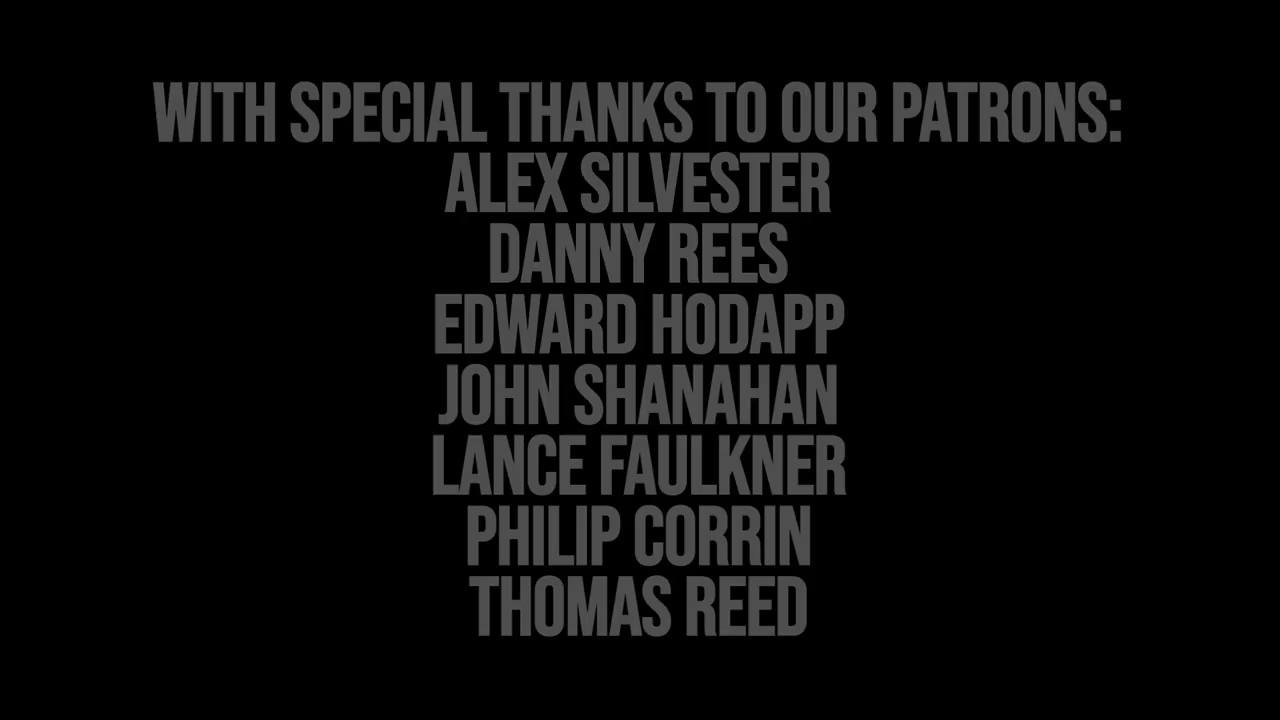 WITH SPECIAL THANKS TO OUR PATRONS:
ALEX SILVESTER
DANNY REES
EDWARD HODAPP
JOHN SHANAHAN
LANCE FAULKNER
PHILIP CORRIN
THOMAS REED